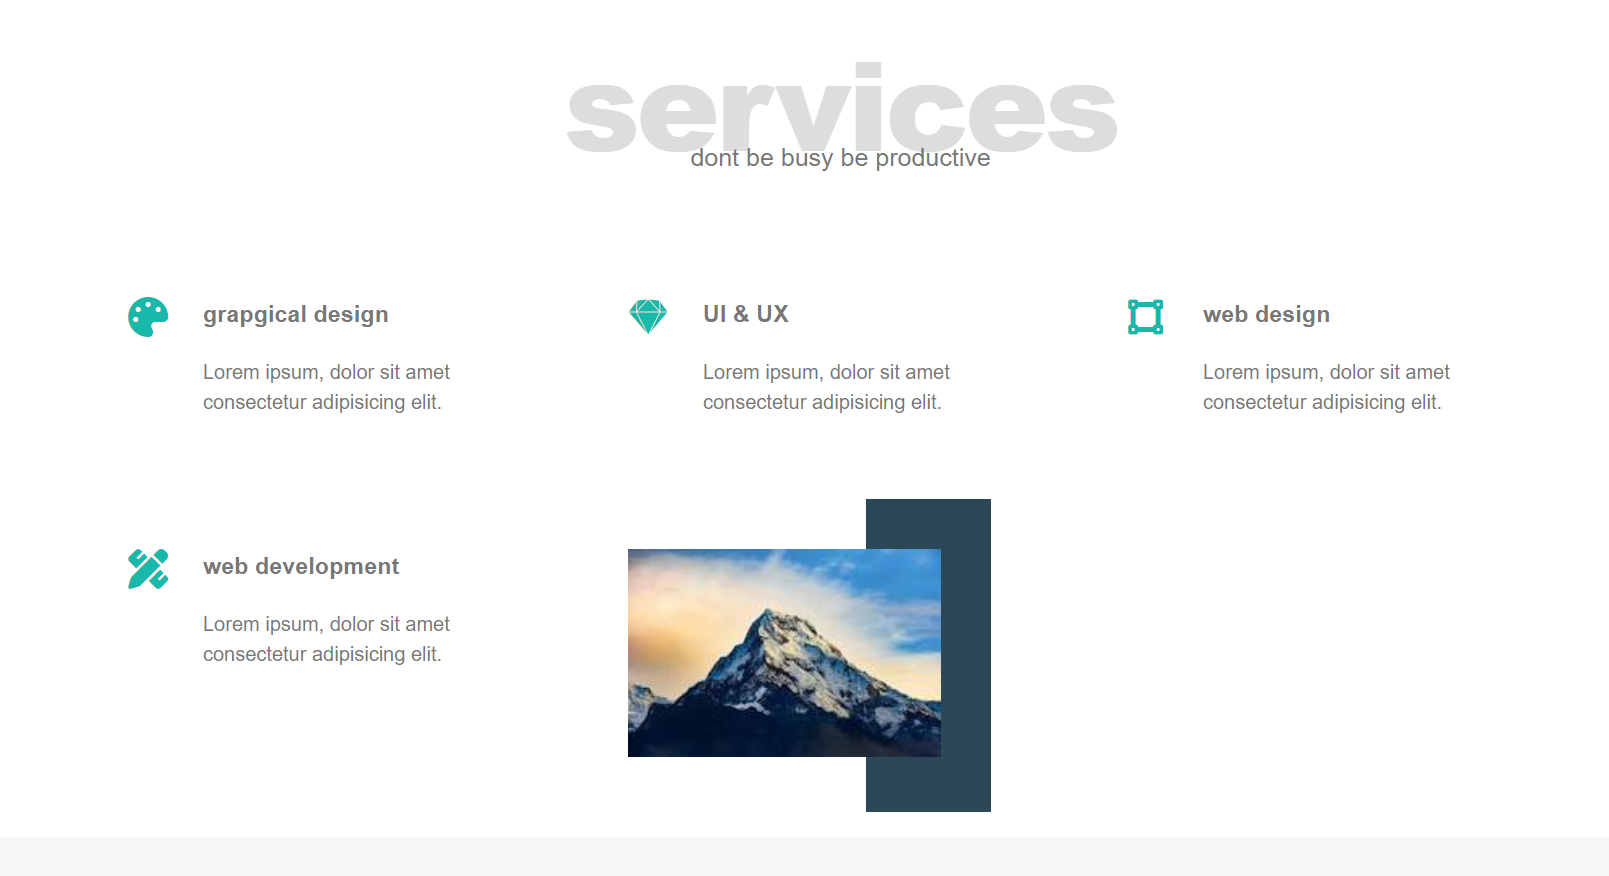 services
dont be busy be productive
grapgical design
Lorem ipsum, dolor sit amet
consectetur adipisicing elit.
UI & UX
Lorem ipsum, dolor sit amet
consectetur adipisicing elit.
web design
Lorem ipsum, dolor sit amet
consectetur adipisicing elit.
web development
Lorem ipsum, dolor sit amet
consectetur adipisicing elit.